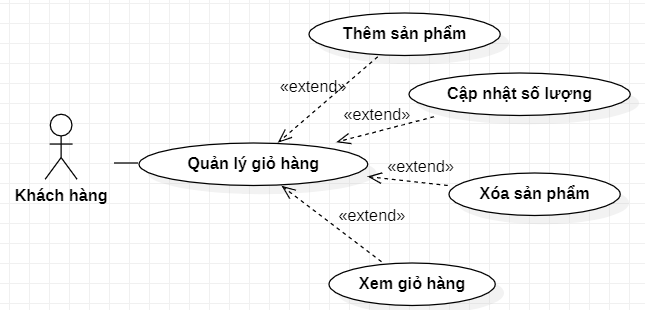 Thêm sản phẩm
«extend»
Cập nhật số lượng
«extend»
Quản lý giỏ hàng
«extend»
Khách hàng
Xóa sản phẩm
«extend»
Xem giỏ hàng